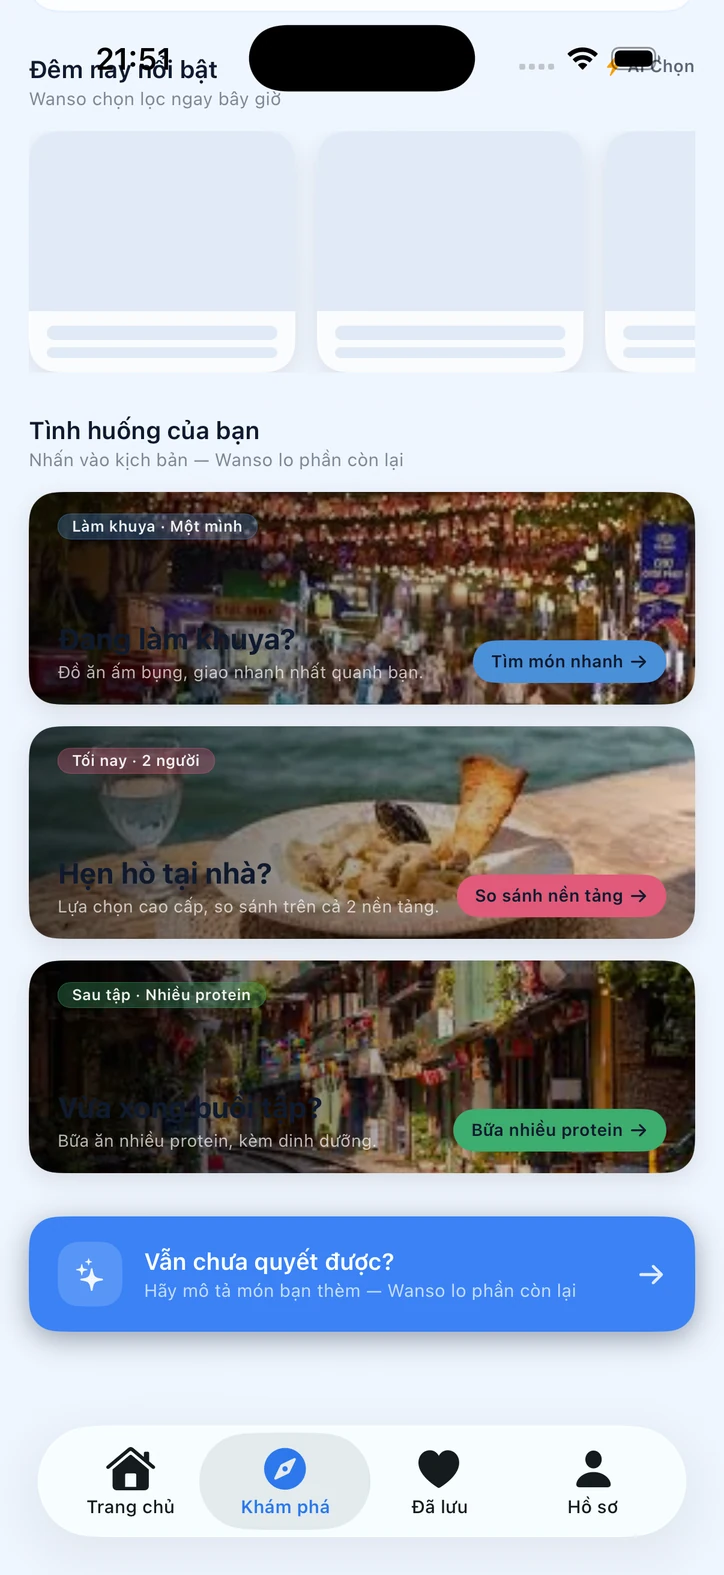 21:51
Đêm nay nổi bật
AI Chọn
Wanso chọn lọc ngay bây giờ
Tình huống của bạn
Nhấn vào kịch bản — Wanso lo phần còn lại
Làm khuya · Một mình
Đang làm khuya?
Đồ ăn ấm bụng, giao nhanh nhất quanh bạn.
Tìm món nhanh →
Tối nay · 2 người
Hẹn hò tại nhà?
Lựa chọn cao cấp, so sánh trên cả 2 nền tảng.
So sánh nền tảng →
Sau tập · Nhiều protein
Vừa xong buổi tập?
Bữa ăn nhiều protein, kèm dinh dưỡng.
Bữa nhiều protein →
Vẫn chưa quyết được?
Hãy mô tả món bạn thèm — Wanso lo phần còn lại
Trang chủ
Khám phá
Đã lưu
Hồ sơ